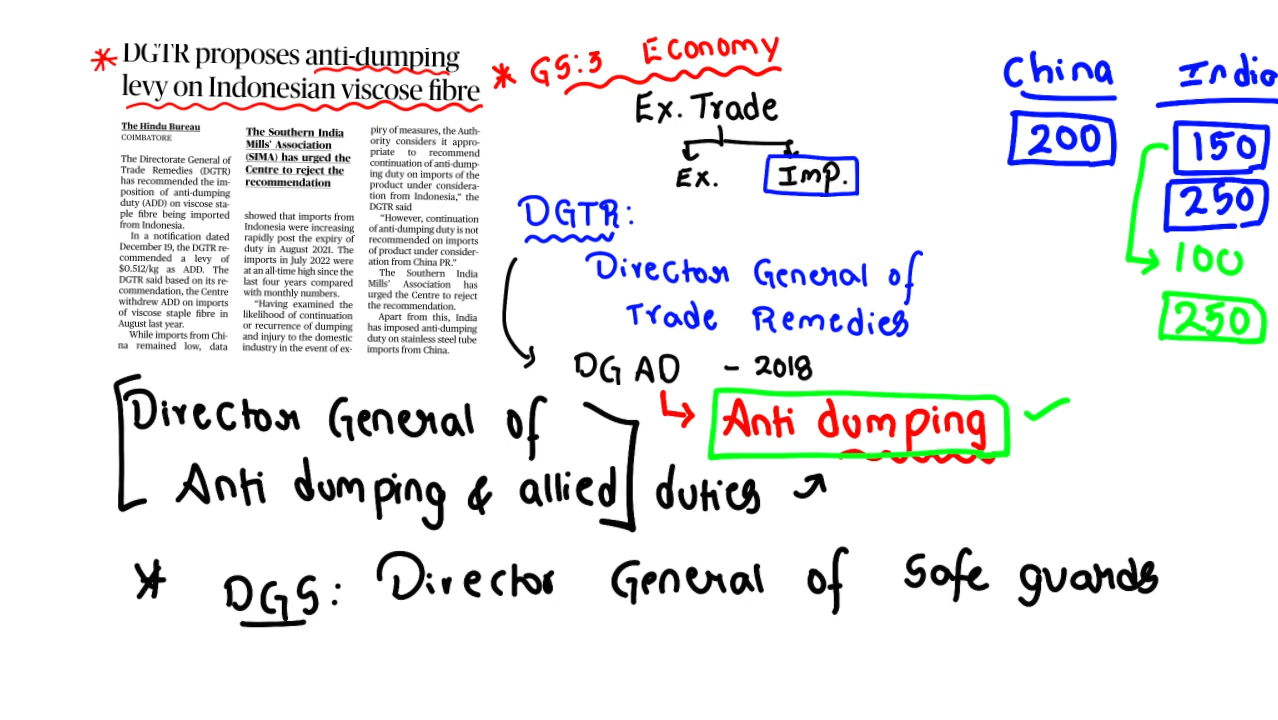 * DGTR proposes anti-dumping
levy on Indonesian viscose fibre
The Hindu Bureau
COIMBATORE
The Directorate General of
Trade Remedies (DGTR)
has recommended the im-
position of anti-dumping
duty (ADD) on viscose sta-
ple fibre being imported
from Indonesia.
In a notification dated
December 19, the DGTR re-
commended a levy of
$0.512/kg as ADD. The
DGTR said based on its re-
commendation, the Centre
withdrew ADD on imports
of viscose staple fibre in
August last year.
While imports from Chi-
na remained low, data
The Southern India
Mills' Association
(SIMA) has urged the
Centre to reject the
recommendation
showed that imports from
Indonesia were increasing
rapidly post the expiry of
duty in August 2021. The
imports in July 2022 were
at an all-time high since the
last four years compared
with monthly numbers.
"Having examined the
likelihood of continuation
or recurrence of dumping
and injury to the domestic
industry in the event of ex-
piry of measures, the Auth-
ority considers it appro-
priate to recommend
continuation of anti-dump-
ing duty on imports of the
product under considera-
tion from Indonesia," the
DGTR said
"However, continuation
of anti-dumping duty is not
recommended on imports
of product under consider-
ation from China PR."
The Southern India
Mills' Association has
urged the Centre to reject
the recommendation.
Apart from this, India
has imposed anti-dumping
duty on stainless steel tube
imports from China.
* GS:3 Economy
Ex. Trade
Ex. Imp.
China India
200 150
250
100
250
DGTR:
Director General of
Trade Remedies
DGAD - 2018
Anti dumping
Director General of
Anti dumping & allied duties
* DGS: Director General of Safe guards